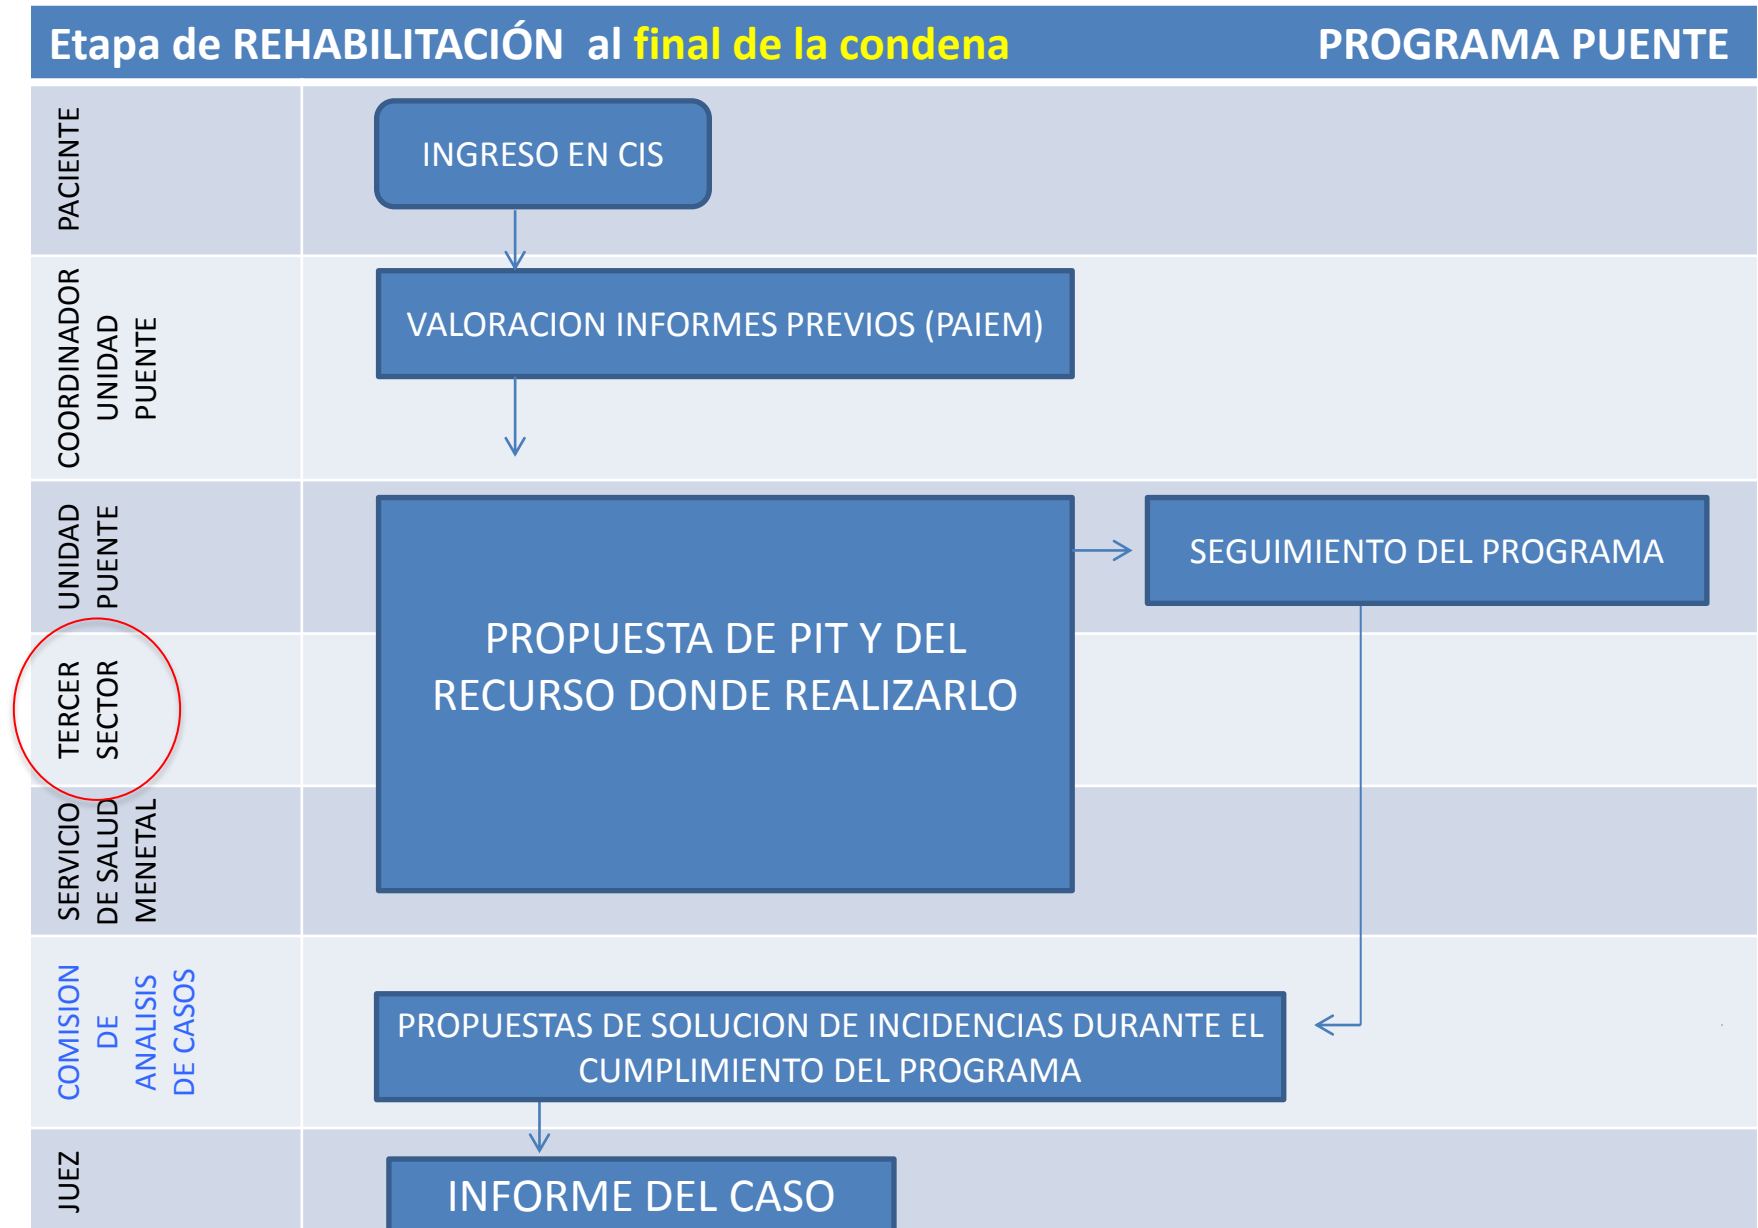 Etapa de REHABILITACIÓN al final de la condena PROGRAMA PUENTE
PACIENTE
INGRESO EN CIS
COORDINADOR
UNIDAD
PUENTE
VALORACION INFORMES PREVIOS (PAIEM)
UNIDAD
PUENTE
SEGUIMIENTO DEL PROGRAMA
TERCER
SECTOR
PROPUESTA DE PIT Y DEL
RECURSO DONDE REALIZARLO
SERVICIO
DE SALUD
MENETAL
COMISION
DE
ANALISIS
DE CASOS
PROPUESTAS DE SOLUCION DE INCIDENCIAS DURANTE EL
CUMPLIMIENTO DEL PROGRAMA
JUEZ
INFORME DEL CASO